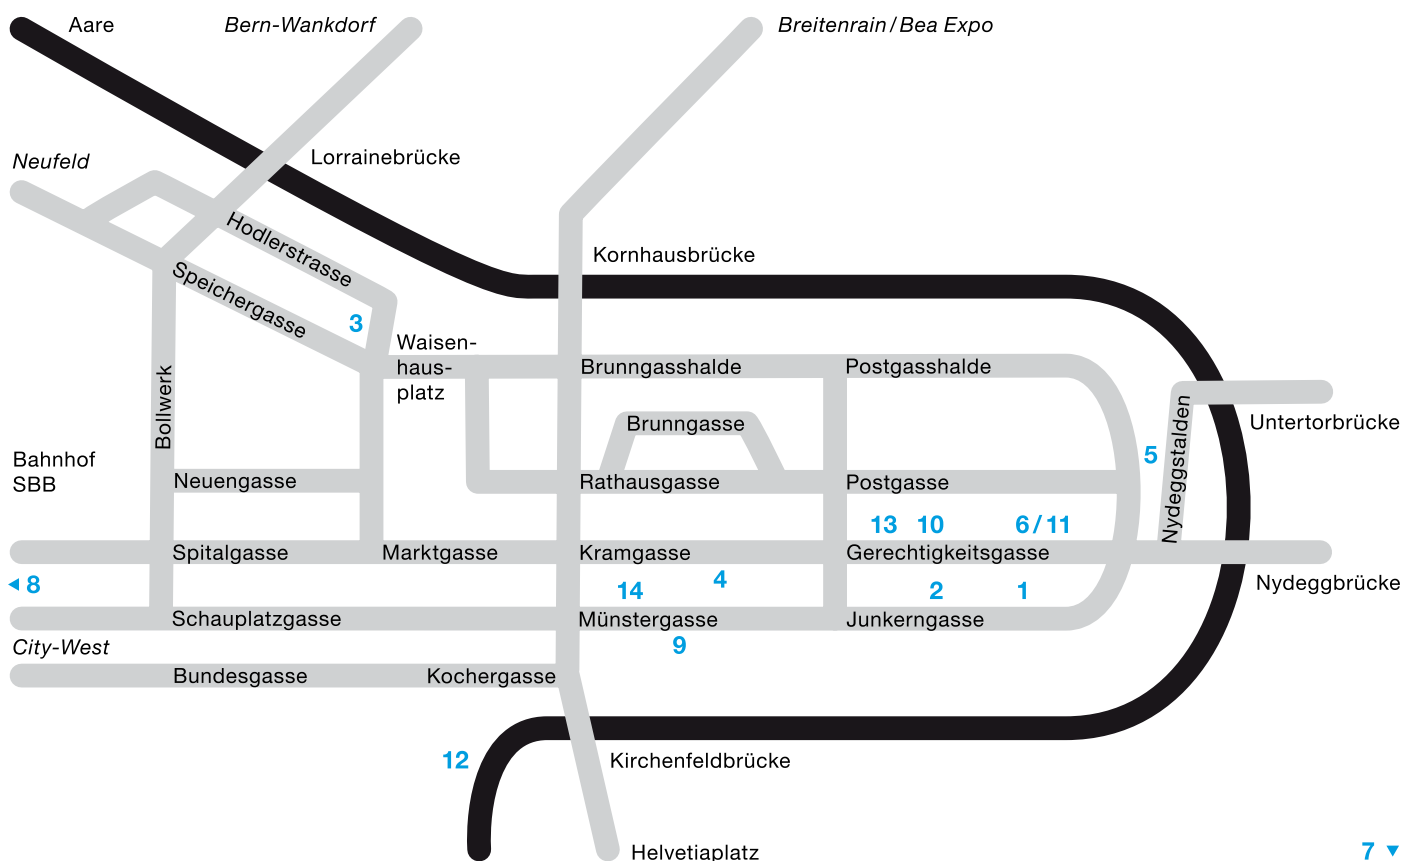 Aare
Bern-Wankdorf
Breitenrain / Bea Expo
Neufeld
Lorrainebrücke
Hodlerstrasse
Kornhausbrücke
Speichergasse
3
Waisen-
haus-
platz
Brunngasshalde
Postgasshalde
Bollwerk
Brunngasse
Nydeggstalden
Untertorbrücke
Bahnhof
SBB
5
Neuengasse
Rathausgasse
Postgasse
13 10 6 / 11
Spitalgasse
Marktgasse
Kramgasse
Gerechtigkeitsgasse
◄ 8
14
4
2
1
Nydeggbrücke
Schauplatzgasse
Münstergasse
Junkerngasse
City-West
9
Bundesgasse
Kochergasse
12
Kirchenfeldbrücke
Helvetiaplatz
7 ▼